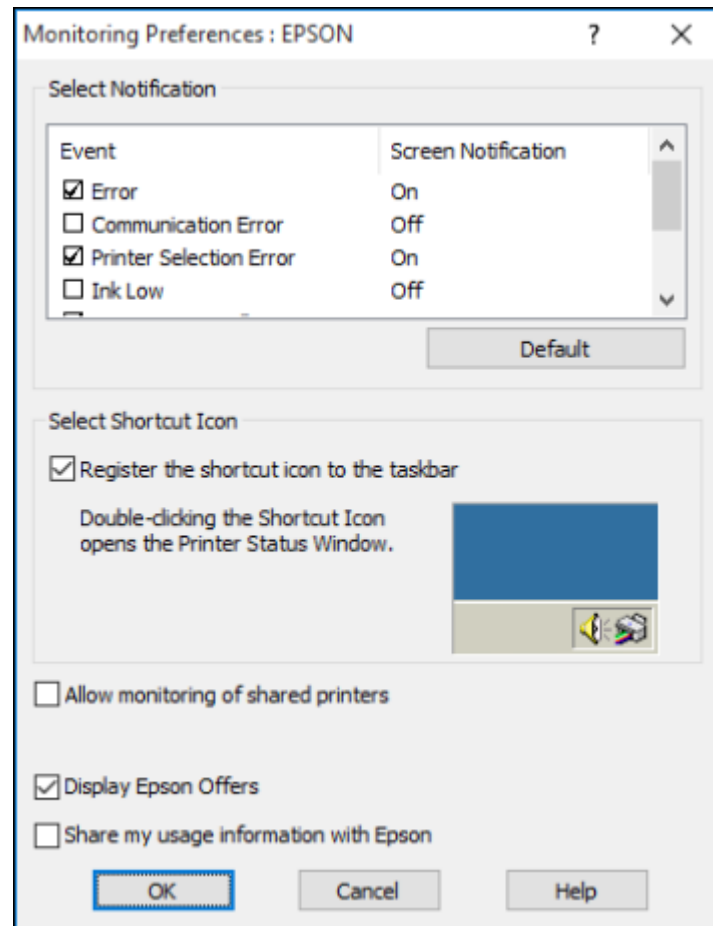 Monitoring Preferences : EPSON
Select Notification
Event Screen Notification
Error On
Communication Error Off
Printer Selection Error On
Ink Low Off
Default
Select Shortcut Icon
Register the shortcut icon to the taskbar
Double-clicking the Shortcut Icon
opens the Printer Status Window.
Allow monitoring of shared printers
Display Epson Offers
Share my usage information with Epson
OK Cancel Help